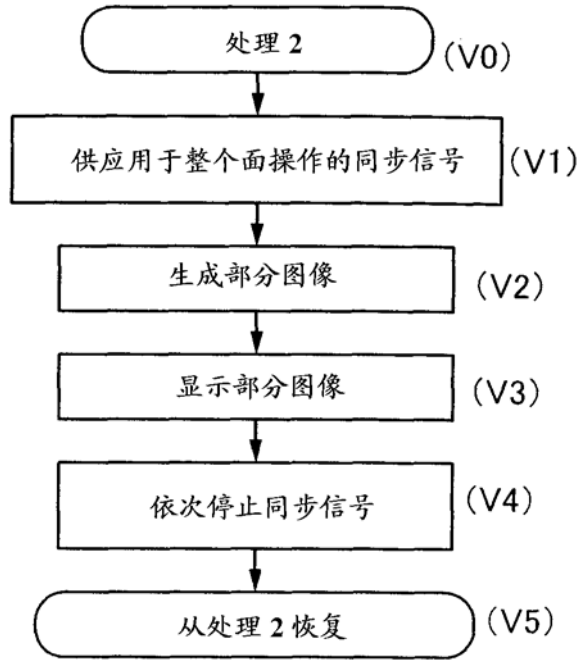 处理 2
(V0)
供应用于整个面操作的同步信号
(V1)
生成部分图像
(V2)
显示部分图像
(V3)
依次停止同步信号
(V4)
从处理 2 恢复
(V5)